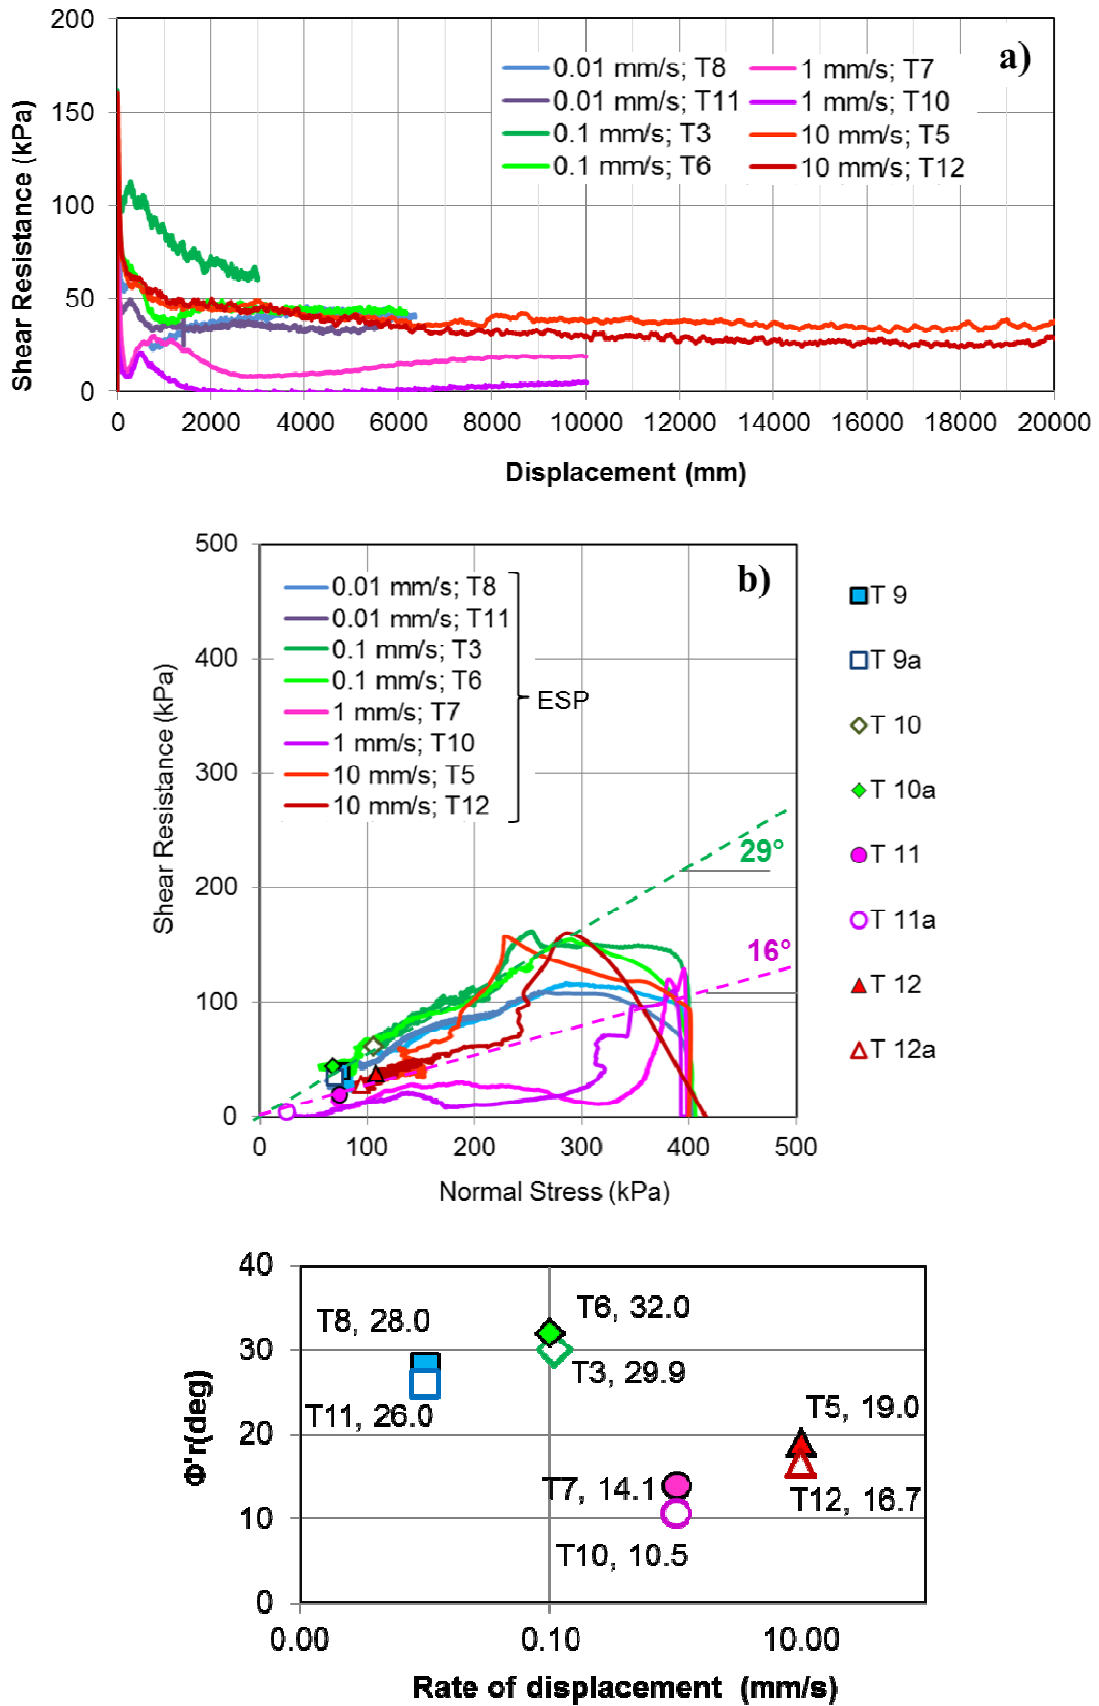 200
150
100
50
0
Shear Resistance (kPa)
a)
0.01 mm/s; T8
1 mm/s; T7
0.01 mm/s; T11
1 mm/s; T10
0.1 mm/s; T3
10 mm/s; T5
0.1 mm/s; T6
10 mm/s; T12
0 2000 4000 6000 8000 10000 12000 14000 16000 18000 20000
Displacement (mm)
500
400
300
200
100
0
Shear Resistance (kPa)
b)
0.01 mm/s; T8
0.01 mm/s; T11
0.1 mm/s; T3
0.1 mm/s; T6
1 mm/s; T7
1 mm/s; T10
10 mm/s; T5
10 mm/s; T12
ESP
29°
16°
T 9
T 9a
T 10
T 10a
T 11
T 11a
T 12
T 12a
0 100 200 300 400 500
Normal Stress (kPa)
40
30
20
10
0
Φ'r(deg)
T8, 28.0
T6, 32.0
T3, 29.9
T11, 26.0
T5, 19.0
T7, 14.1
T12, 16.7
T10, 10.5
0.00 0.10 10.00
Rate of displacement (mm/s)